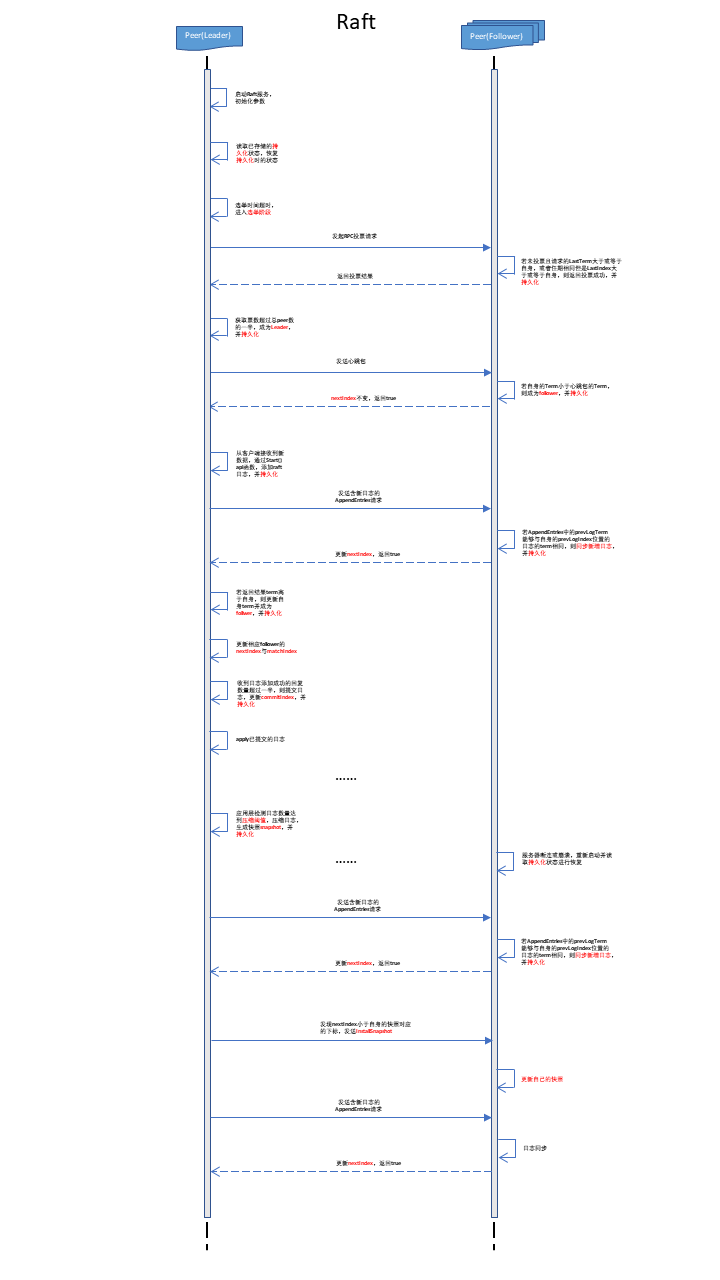 Raft
Peer(Leader)
Peer(Follower)
启动Raft服务，
初始化参数
读取已存储的持
久化状态，恢复
持久化时的状态
选举时间超时，
进入选举阶段
发起RPC投票请求
若未投票且请求的LastTerm大于或等于
自身，或者任期相同但是LastIndex大
于或等于自身，则返回投票成功，并
持久化
返回投票结果
获取票数超过总peer数
的一半，成为Leader，
并持久化
发送心跳包
若自身的Term小于心跳包的Term，
则成为follower，并持久化
nextIndex不变，返回true
从客户端接收到新
数据，通过Start()
api函数，添加raft
日志，并持久化
发送含新日志的
AppendEntries请求
若AppendEntries中的prevLogTerm
能够与自身的prevLogIndex位置的
日志的term相同，则同步新增日志，
并持久化
更新nextIndex，返回true
若返回结果term高
于自身，则更新自
身term并成为
follwer，并持久化
更新相应follower的
nextIndex与matchIndex
收到日志添加成功的回复
数量超过一半，则提交日
志，更新commitIndex，并
持久化
apply已提交的日志
……
应用层检测日志数量达
到压缩阈值，压缩日志，
生成快照snapshot，并
持久化
……
服务器断连或崩溃，重新启动并读
取持久化状态进行恢复
发送含新日志的
AppendEntries请求
若AppendEntries中的prevLogTerm
能够与自身的prevLogIndex位置的
日志的term相同，则同步新增日志，
并持久化
更新nextIndex，返回true
发现nextIndex小于自身的快照对应
的下标，发送InstallSnapshot
更新自己的快照
发送含新日志的
AppendEntries请求
日志同步
更新nextIndex，返回true